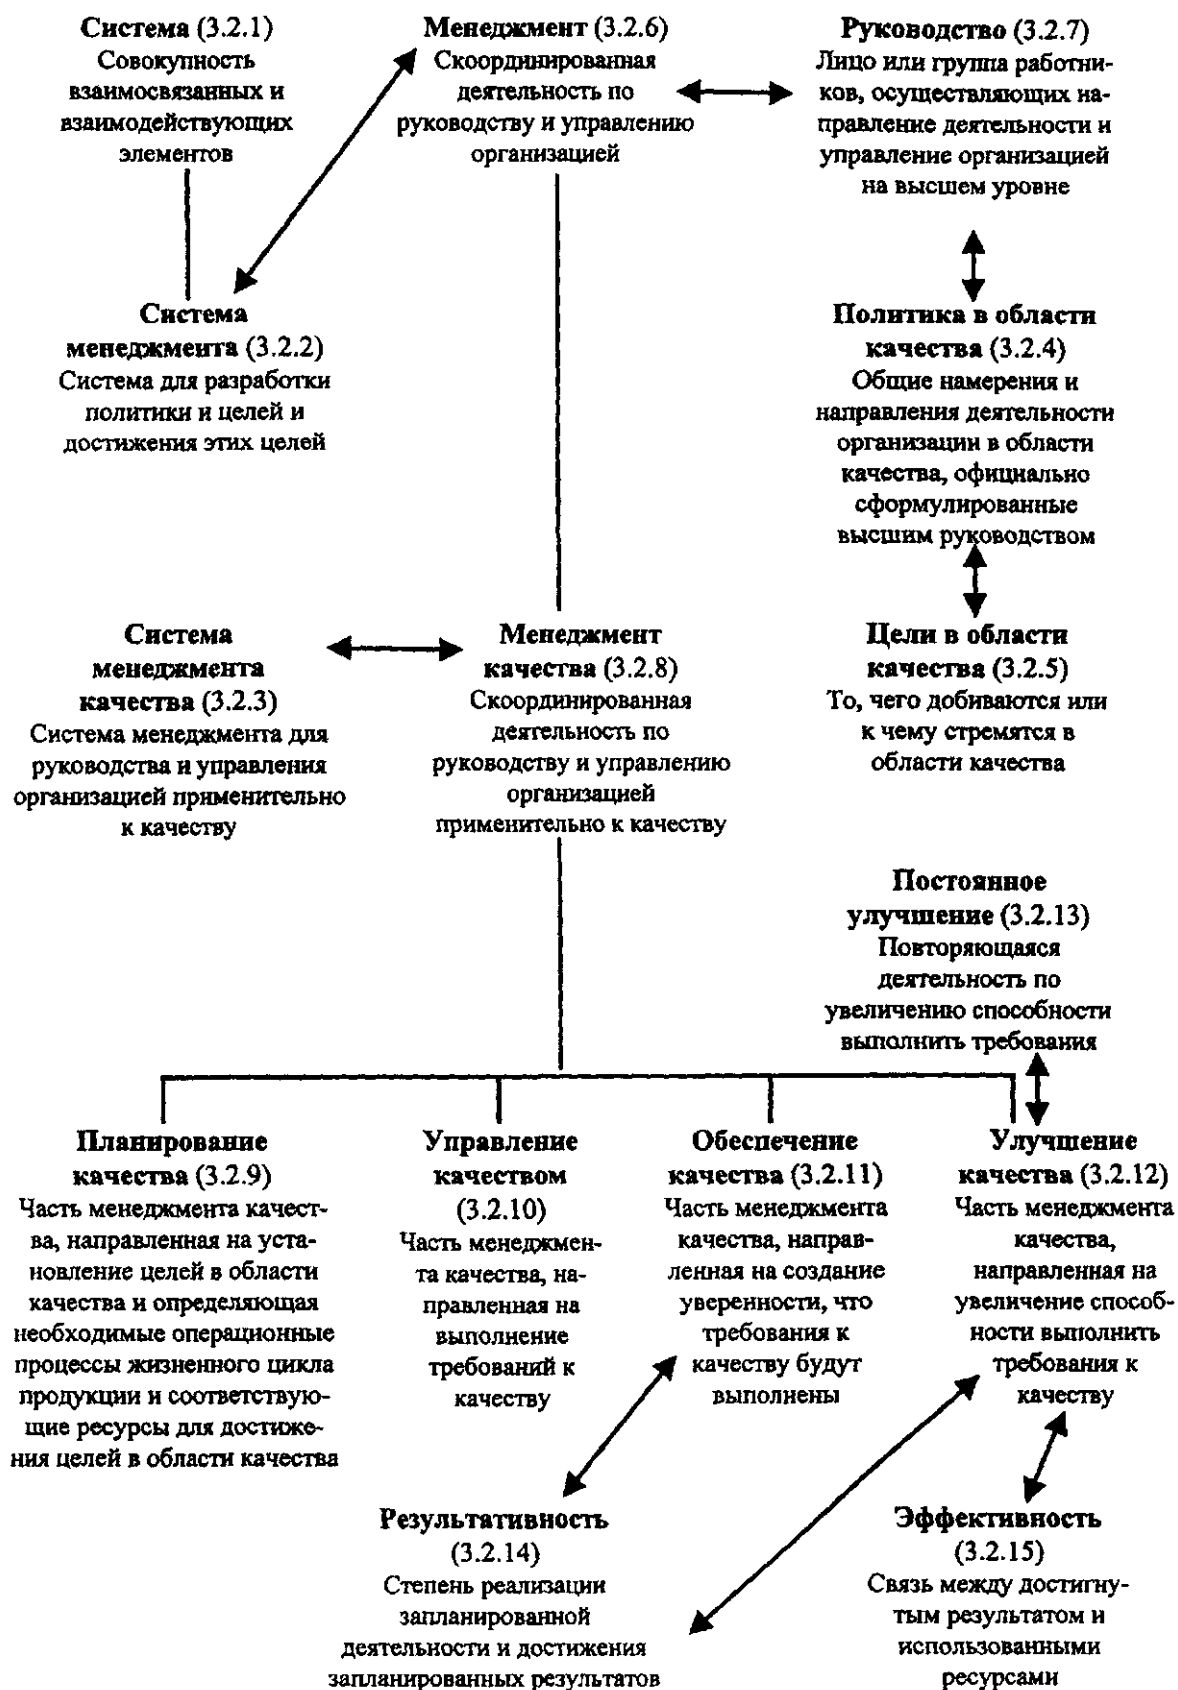 Система (3.2.1)
Совокупность
взаимосвязанных и
взаимодействующих
элементов
Менеджмент (3.2.6)
Скоординированная
деятельность по
руководству и управлению
организацией
Руководство (3.2.7)
Лицо или группа работни-
ков, осуществляющих на-
правление деятельности и
управление организацией
на высшем уровне
Система
менеджмента (3.2.2)
Система для разработки
политики и целей и
достижения этих целей
Политика в области
качества (3.2.4)
Общие намерения и
направления деятельности
организации в области
качества, официально
сформулированные
высшим руководством
Система
менеджмента
качества (3.2.3)
Система менеджмента для
руководства и управления
организацией применительно
к качеству
Менеджмент
качества (3.2.8)
Скоординированная
деятельность по
руководству и управлению
организацией
применительно к качеству
Цели в области
качества (3.2.5)
То, чего добиваются или
к чему стремятся в
области качества
Постоянное
улучшение (3.2.13)
Повторяющаяся
деятельность по
увеличению способности
выполнить требования
Планирование
качества (3.2.9)
Часть менеджмента качест-
ва, направленная на уста-
новление целей в области
качества и определяющая
необходимые операционные
процессы жизненного цикла
продукции и соответствую-
щие ресурсы для достиже-
ния целей в области качества
Управление
качеством
(3.2.10)
Часть менеджмен-
та качества, на-
правленная на
выполнение
требований к
качеству
Обеспечение
качества (3.2.11)
Часть менеджмента
качества, направ-
ленная на создание
уверенности, что
требования к
качеству будут
выполнены
Улучшение
качества (3.2.12)
Часть менеджмента
качества,
направленная на
увеличение способ-
ности выполнить
требования к
качеству
Результативность
(3.2.14)
Степень реализации
запланированной
деятельности и достижения
запланированных результатов
Эффективность
(3.2.15)
Связь между достигну-
тым результатом и
использованными
ресурсами